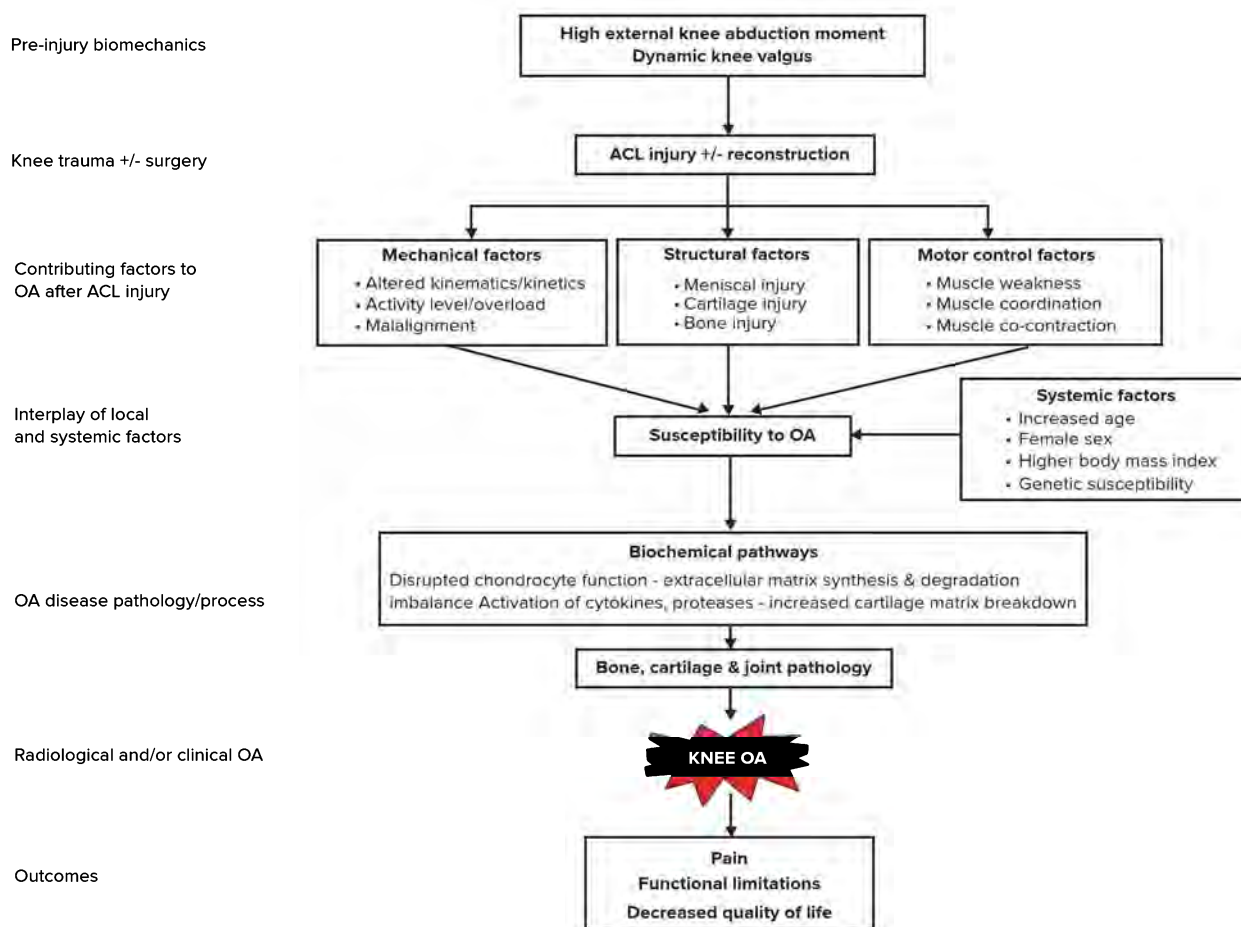 Pre-injury biomechanics
High external knee abduction moment
Dynamic knee valgus
Knee trauma +/- surgery
ACL injury +/- reconstruction
Contributing factors to
OA after ACL injury
Mechanical factors
• Altered kinematics/kinetics
• Activity level/overload
• Malalignment
Structural factors
• Meniscal injury
• Cartilage injury
• Bone injury
Motor control factors
• Muscle weakness
• Muscle coordination
• Muscle co-contraction
Interplay of local
and systemic factors
Susceptibility to OA
Systemic factors
• Increased age
• Female sex
• Higher body mass index
• Genetic susceptibility
OA disease pathology/process
Biochemical pathways
Disrupted chondrocyte function - extracellular matrix synthesis & degradation
imbalance Activation of cytokines, proteases - increased cartilage matrix breakdown
Bone, cartilage & joint pathology
Radiological and/or clinical OA
KNEE OA
Outcomes
Pain
Functional limitations
Decreased quality of life